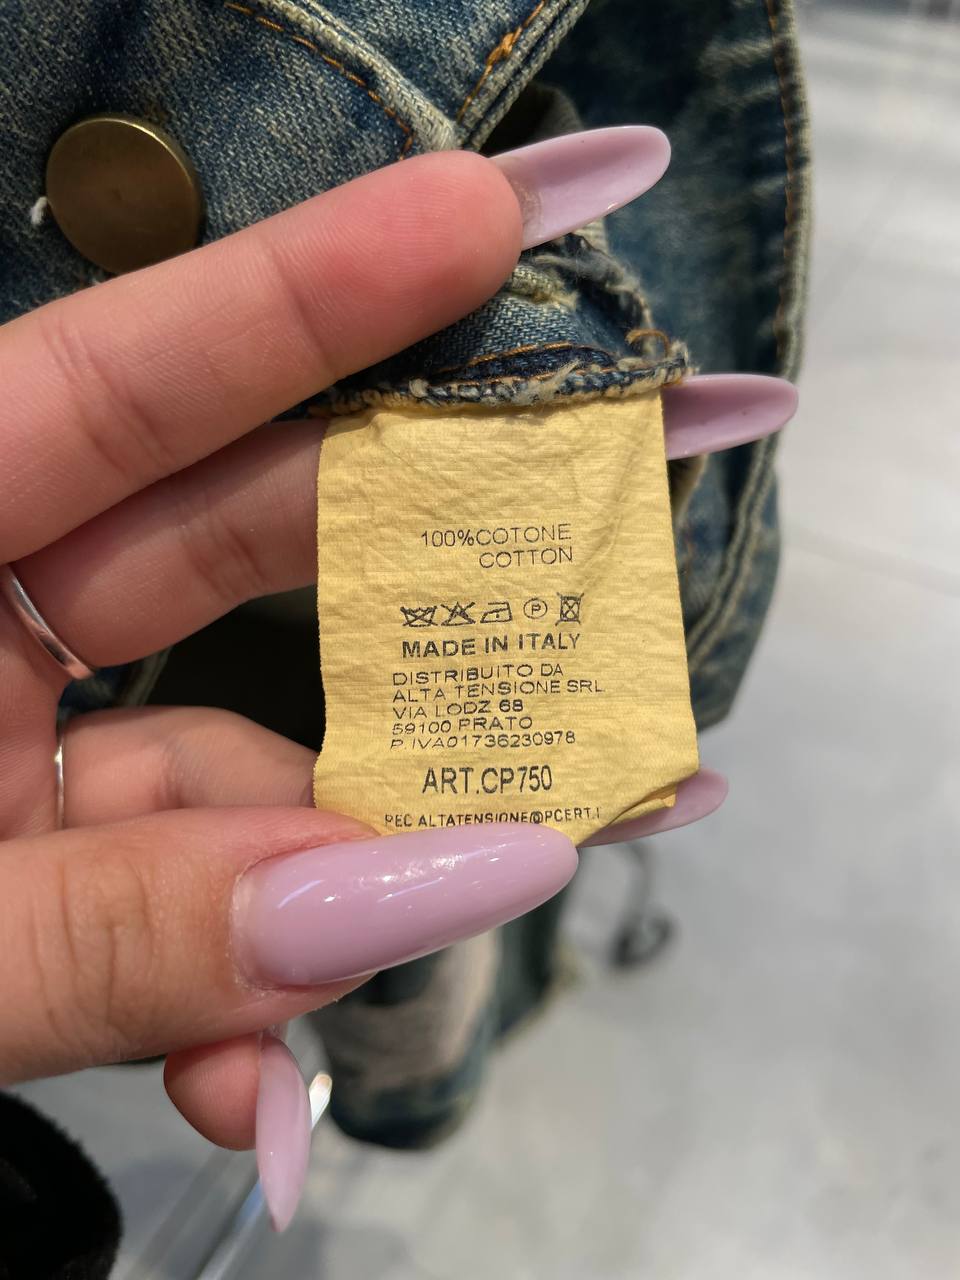 100%COTONE
COTTON
P
MADE IN ITALY
DISTRIBUITO DA
ALTA TENSIONE SRL
VIA LODZ 68
59100 PRATO
P.IVA01736230978
ART.CP750
PEC ALTATENSIONE@PCERT.I